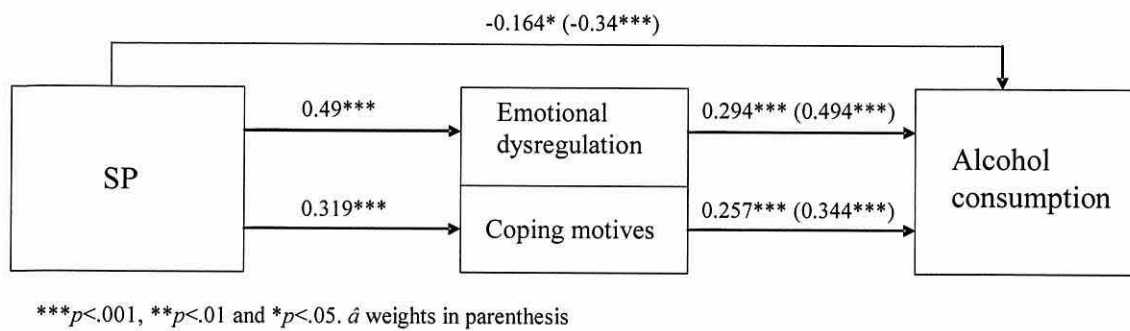 -0.164* (-0.34***)
0.49***
Emotional
dysregulation
0.294*** (0.494***)
SP
Alcohol
consumption
0.319***
Coping motives
0.257*** (0.344***)
***p<.001, **p<.01 and *p<.05. â weights in parenthesis